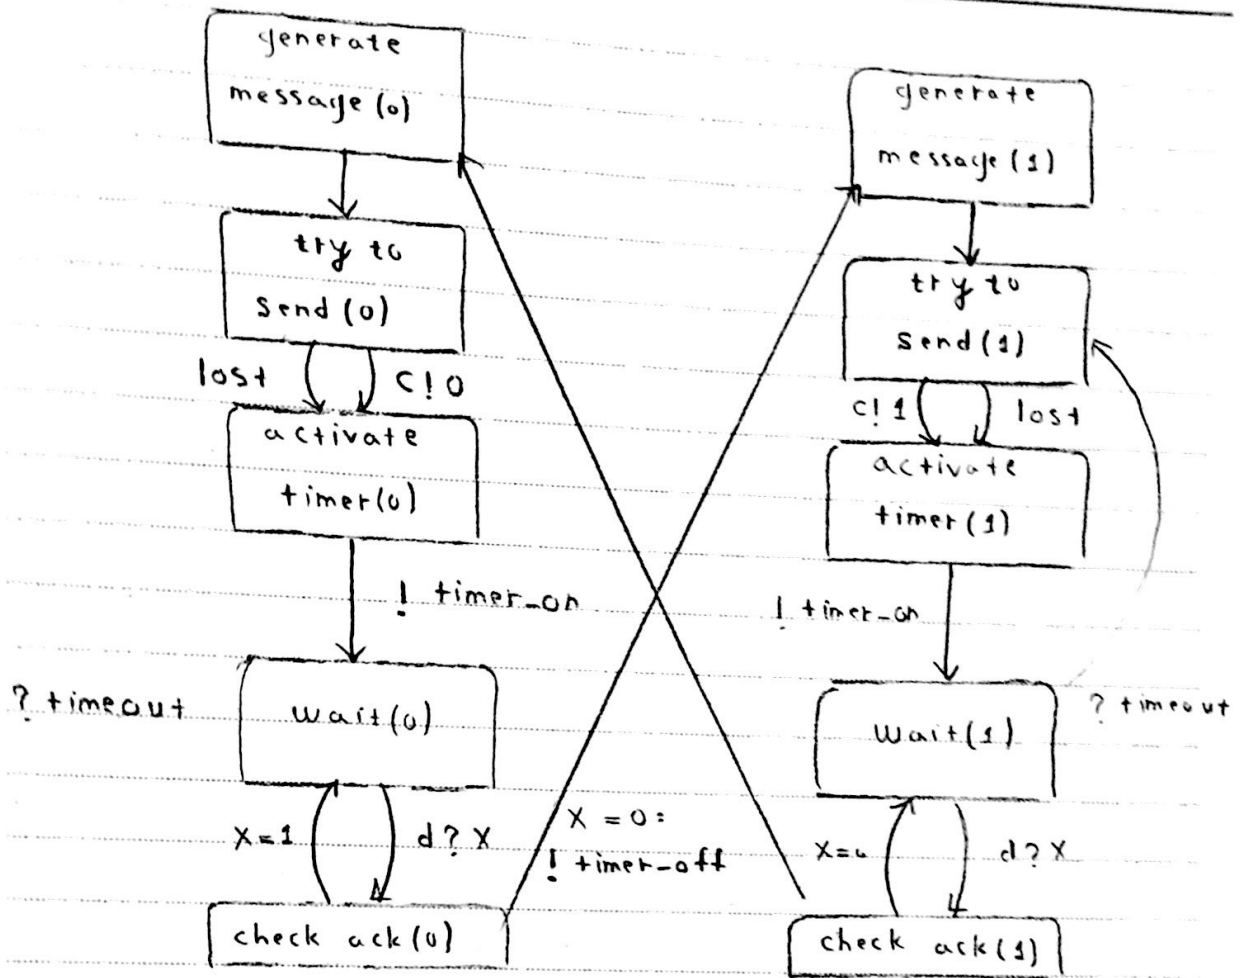 generate
message(0)
try to
send(0)
lost
c!0
activate
timer(0)
! timer_on
? timeout
wait(0)
x=1
d?x
x=0:
! timer_off
check ack(0)
generate
message(1)
try to
send(1)
c!1
lost
activate
timer(1)
! timer_on
? timeout
wait(1)
x=0
d?x
check ack(1)